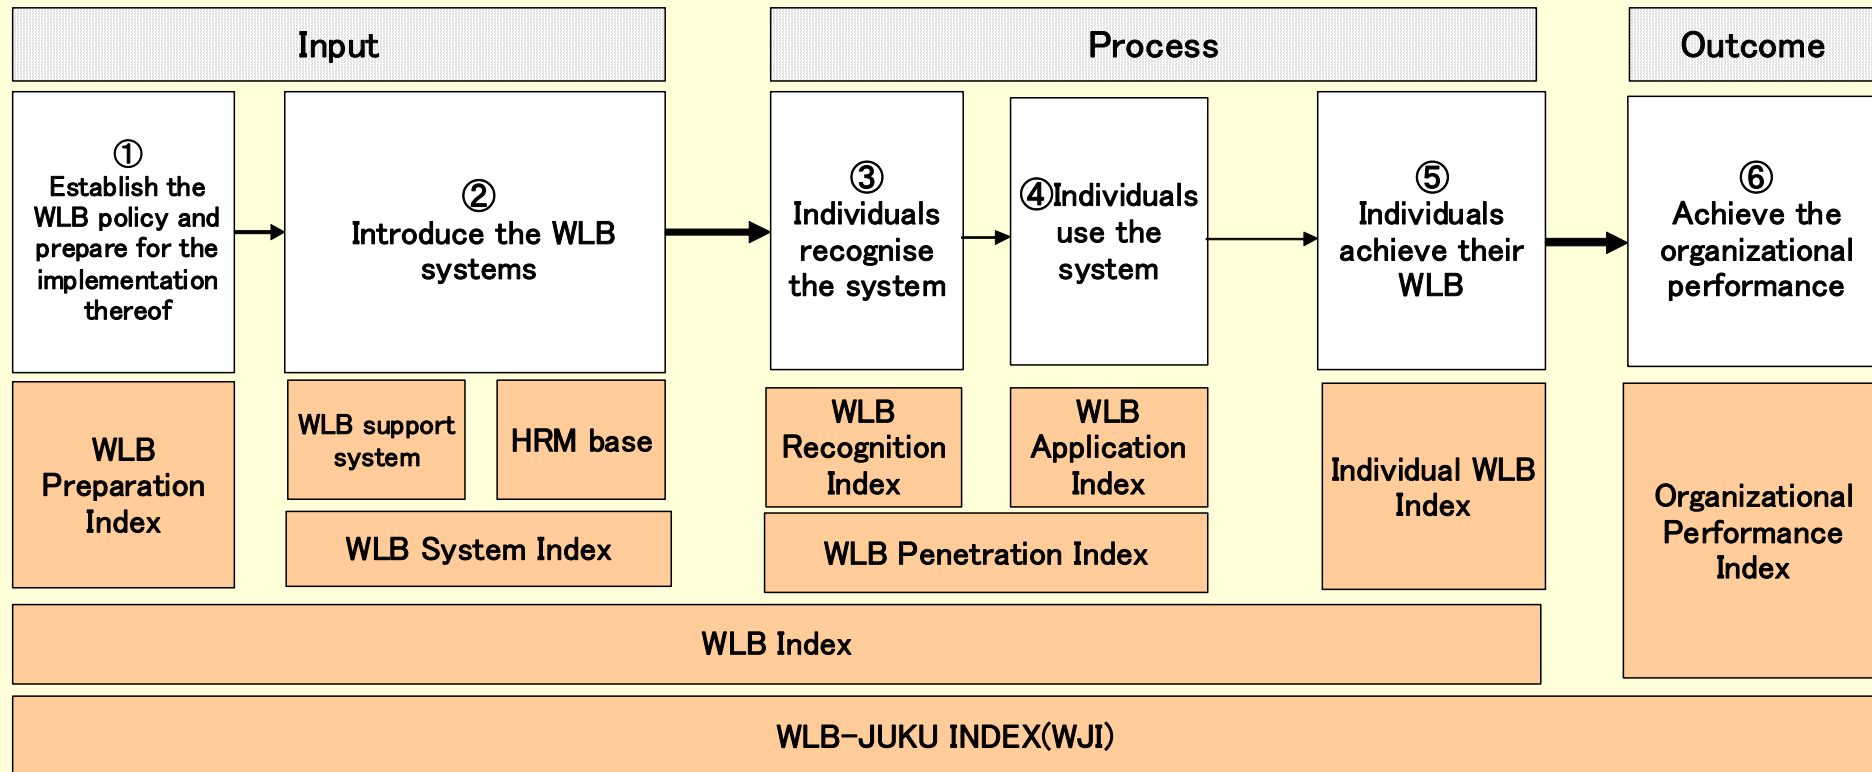 Input
Process
Outcome
①
Establish the
WLB policy and
prepare for the
implementation
thereof
②
Introduce the WLB
systems
③
Individuals
recognise
the system
④Individuals
use the
system
⑤
Individuals
achieve their
WLB
⑥
Achieve the
organizational
performance
WLB
Preparation
Index
WLB support
system
HRM base
WLB System Index
WLB
Recognition
Index
WLB
Application
Index
WLB Penetration Index
Individual WLB
Index
Organizational
Performance
Index
WLB Index
WLB-JUKU INDEX(WJI)